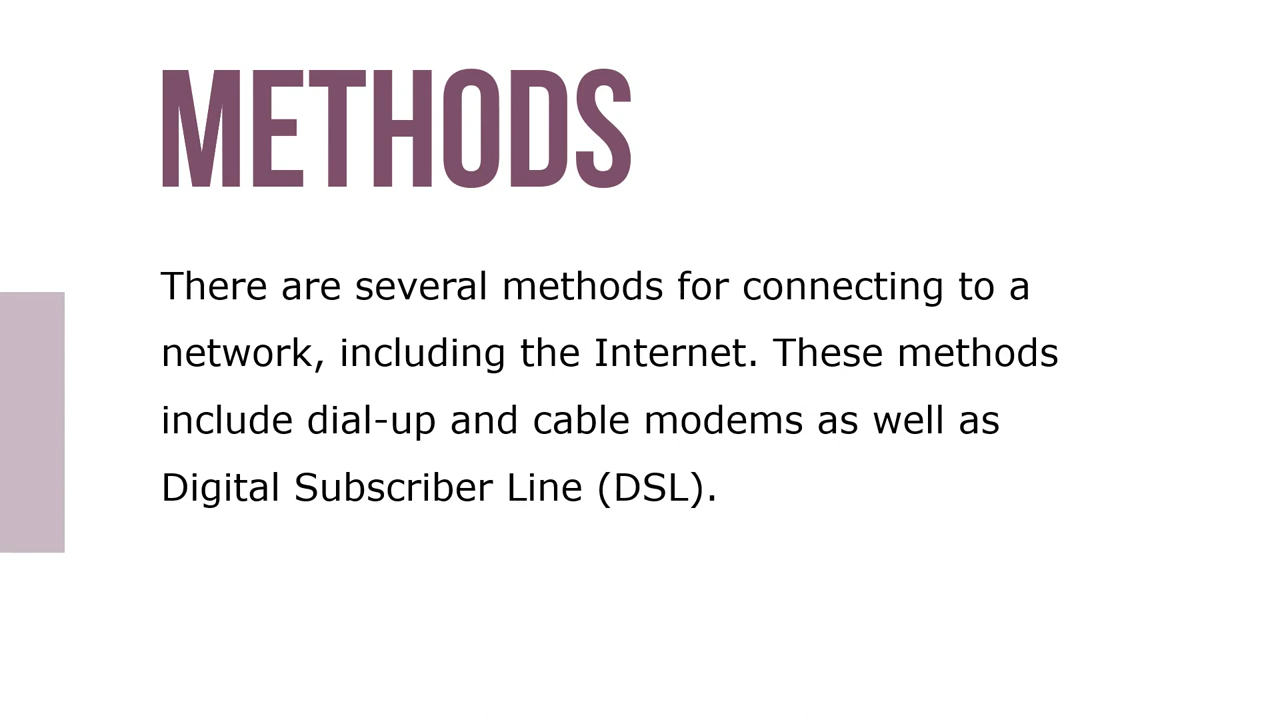 METHODS
There are several methods for connecting to a
network, including the Internet. These methods
include dial-up and cable modems as well as
Digital Subscriber Line (DSL).